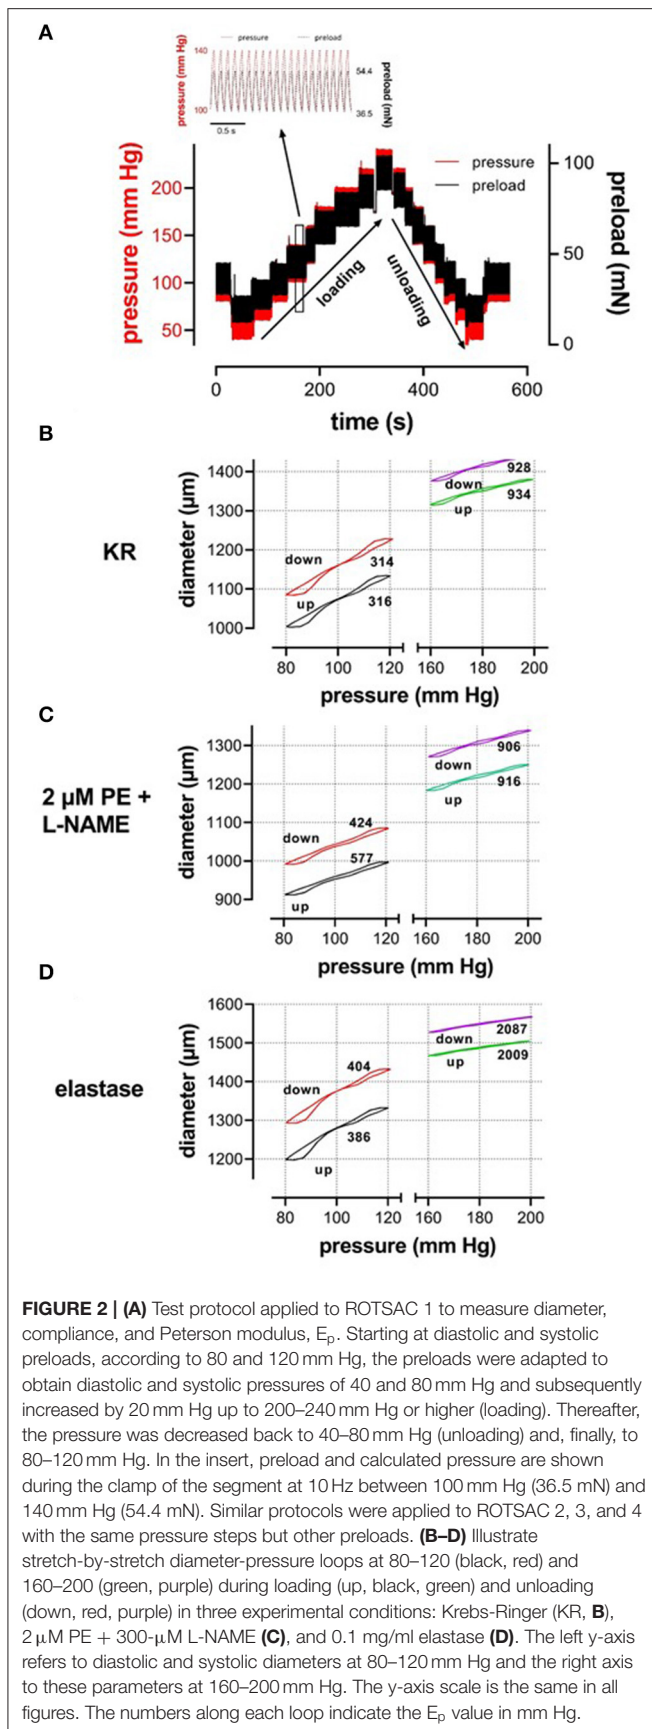 A
pressure
preload
140
100
pressure (mm Hg)
54.4
36.5
preload (mN)
0.5 s
pressure
preload
200
150
100
50
pressure (mm Hg)
100
50
0
preload (mN)
loading
unloading
0
200
400
600
time (s)
B
KR
diameter (µm)
1400
1300
1200
1100
1000
928
down
934
up
down
314
up
316
80
100
120
160
180
200
pressure (mm Hg)
C
2 µM PE +
L-NAME
diameter (µm)
1300
1200
1100
1000
900
906
down
916
up
424
down
577
up
80
100
120
160
180
200
pressure (mm Hg)
D
elastase
diameter (µm)
1600
1500
1400
1300
1200
2087
down
2009
up
404
down
386
up
80
100
120
160
180
200
pressure (mm Hg)
FIGURE 2 | (A) Test protocol applied to ROTSAC 1 to measure diameter,
compliance, and Peterson modulus, Ep. Starting at diastolic and systolic
preloads, according to 80 and 120 mm Hg, the preloads were adapted to
obtain diastolic and systolic pressures of 40 and 80 mm Hg and subsequently
increased by 20 mm Hg up to 200–240 mm Hg or higher (loading). Thereafter,
the pressure was decreased back to 40–80 mm Hg (unloading) and, finally, to
80–120 mm Hg. In the insert, preload and calculated pressure are shown
during the clamp of the segment at 10 Hz between 100 mm Hg (36.5 mN) and
140 mm Hg (54.4 mN). Similar protocols were applied to ROTSAC 2, 3, and 4
with the same pressure steps but other preloads. (B–D) Illustrate
stretch-by-stretch diameter-pressure loops at 80–120 (black, red) and
160–200 (green, purple) during loading (up, black, green) and unloading
(down, red, purple) in three experimental conditions: Krebs-Ringer (KR, B),
2 µM PE + 300-µM L-NAME (C), and 0.1 mg/ml elastase (D). The left y-axis
refers to diastolic and systolic diameters at 80–120 mm Hg and the right axis
to these parameters at 160–200 mm Hg. The y-axis scale is the same in all
figures. The numbers along each loop indicate the Ep value in mm Hg.